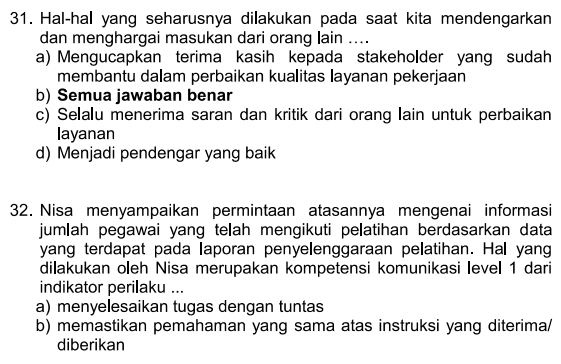 31. Hal-hal yang seharusnya dilakukan pada saat kita mendengarkan
dan menghargai masukan dari orang lain ….
a) Mengucapkan terima kasih kepada stakeholder yang sudah
membantu dalam perbaikan kualitas layanan pekerjaan
b) Semua jawaban benar
c) Selalu menerima saran dan kritik dari orang lain untuk perbaikan
layanan
d) Menjadi pendengar yang baik
32. Nisa menyampaikan permintaan atasannya mengenai informasi
jumlah pegawai yang telah mengikuti pelatihan berdasarkan data
yang terdapat pada laporan penyelenggaraan pelatihan. Hal yang
dilakukan oleh Nisa merupakan kompetensi komunikasi level 1 dari
indikator perilaku ...
a) menyelesaikan tugas dengan tuntas
b) memastikan pemahaman yang sama atas instruksi yang diterima/
diberikan